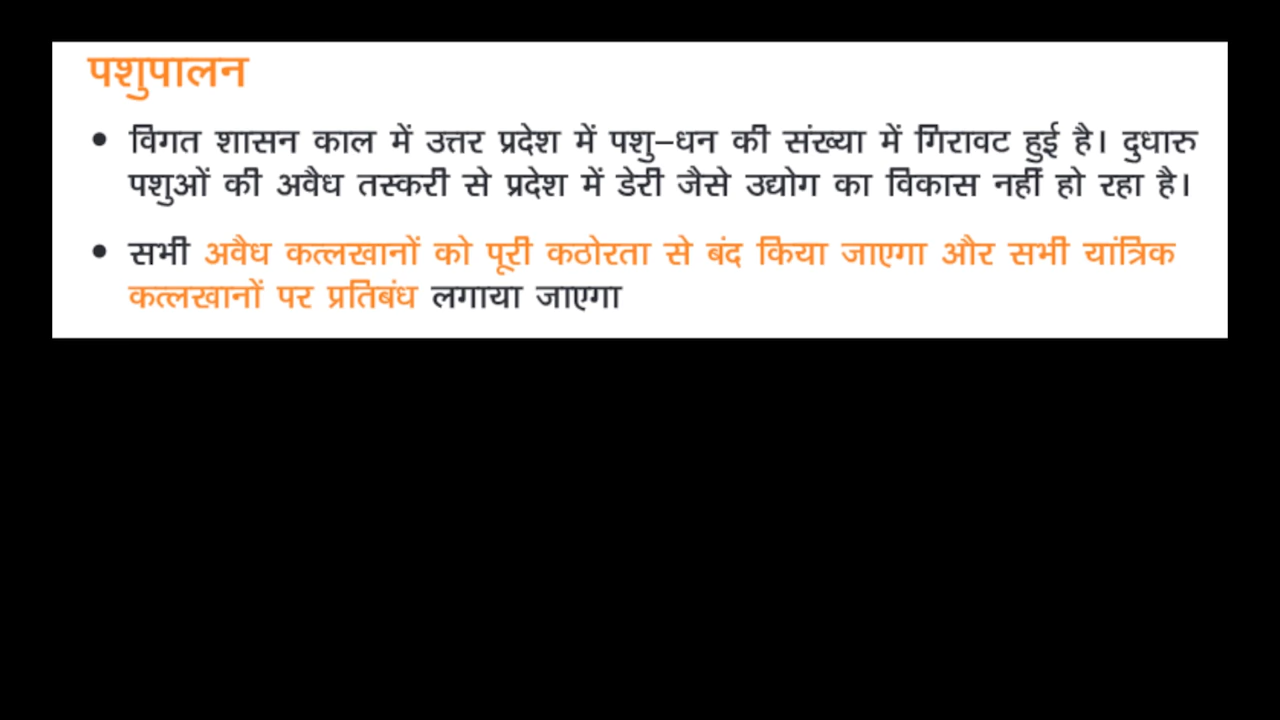 पशुपालन
• विगत शासन काल में उत्तर प्रदेश में पशु-धन की संख्या में गिरावट हुई है। दुधारु
पशुओं की अवैध तस्करी से प्रदेश में डेरी जैसे उद्योग का विकास नहीं हो रहा है।
• सभी अवैध कत्लखानों को पूरी कठोरता से बंद किया जाएगा और सभी यांत्रिक
कत्लखानों पर प्रतिबंध लगाया जाएगा